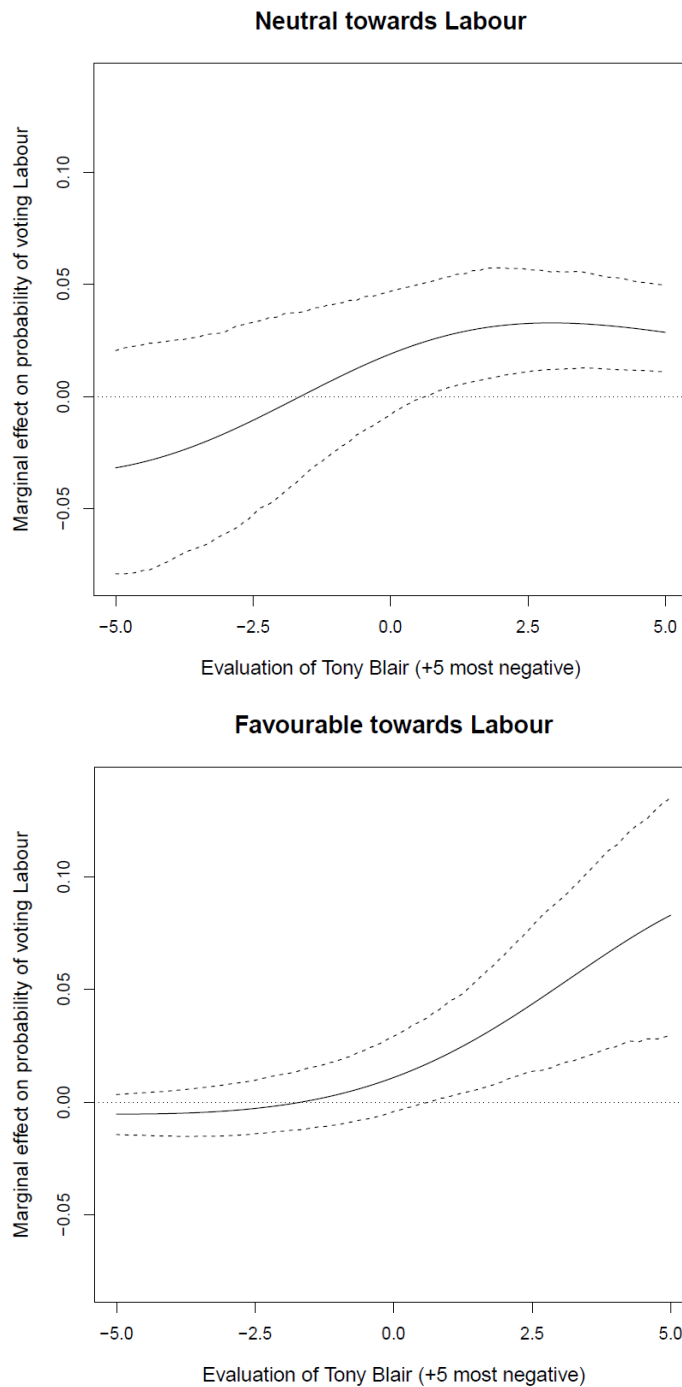 Neutral towards Labour
Marginal effect on probability of voting Labour
0.10
0.05
0.00
−0.05
−5.0 −2.5 0.0 2.5 5.0
Evaluation of Tony Blair (+5 most negative)
Favourable towards Labour
Marginal effect on probability of voting Labour
0.10
0.05
0.00
−0.05
−5.0 −2.5 0.0 2.5 5.0
Evaluation of Tony Blair (+5 most negative)